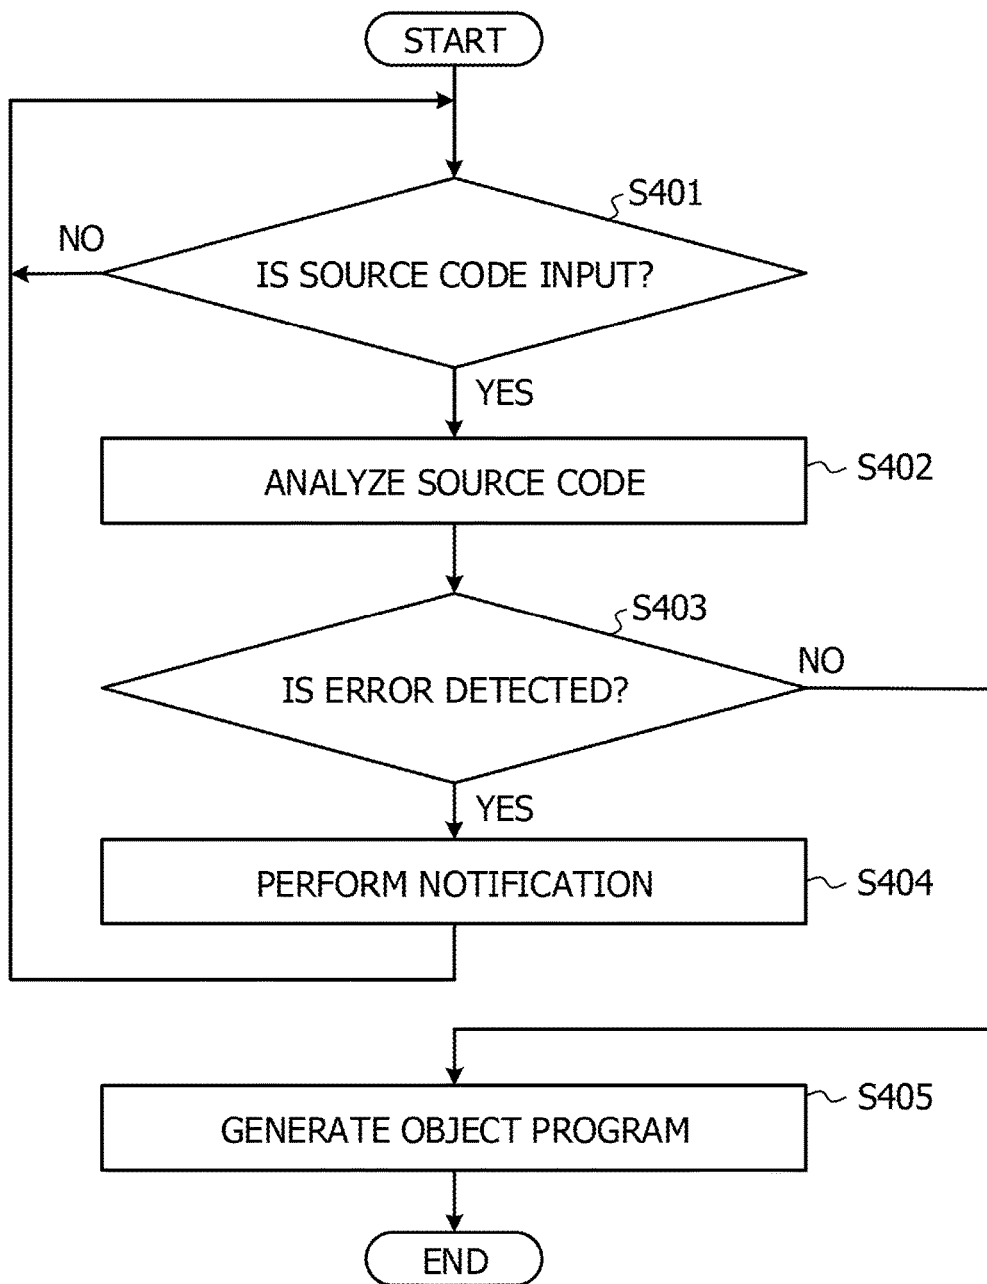 START
S401
NO
IS SOURCE CODE INPUT?
YES
S402
ANALYZE SOURCE CODE
S403
NO
IS ERROR DETECTED?
YES
PERFORM NOTIFICATION
S404
S405
GENERATE OBJECT PROGRAM
END